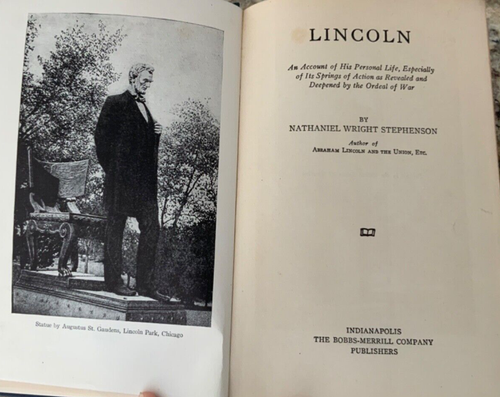 Statue by Augustus St. Gaudens, Lincoln Park, Chicago
LINCOLN
An Account of His Personal Life, Especially
of Its Springs of Action as Revealed and
Deepened by the Ordeal of War
BY
NATHANIEL WRIGHT STEPHENSON
Author of
ABRAHAM LINCOLN AND THE UNION, ETC.
INDIANAPOLIS
THE BOBBS-MERRILL COMPANY
PUBLISHERS